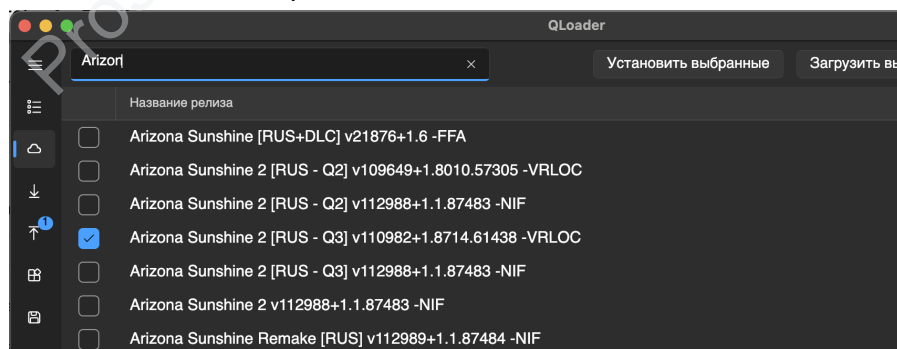 QLoader
Arizon
Установить выбранные
Загрузить вы
Название релиза
Arizona Sunshine [RUS+DLC] v21876+1.6 -FFA
Arizona Sunshine 2 [RUS - Q2] v109649+1.8010.57305 -VRLOC
Arizona Sunshine 2 [RUS - Q2] v112988+1.1.87483 -NIF
Arizona Sunshine 2 [RUS - Q3] v110982+1.8714.61438 -VRLOC
1
Arizona Sunshine 2 [RUS - Q3] v112988+1.1.87483 -NIF
Arizona Sunshine 2 v112988+1.1.87483 -NIF
Arizona Sunshine Remake [RUS] v112989+1.1.87484 -NIF